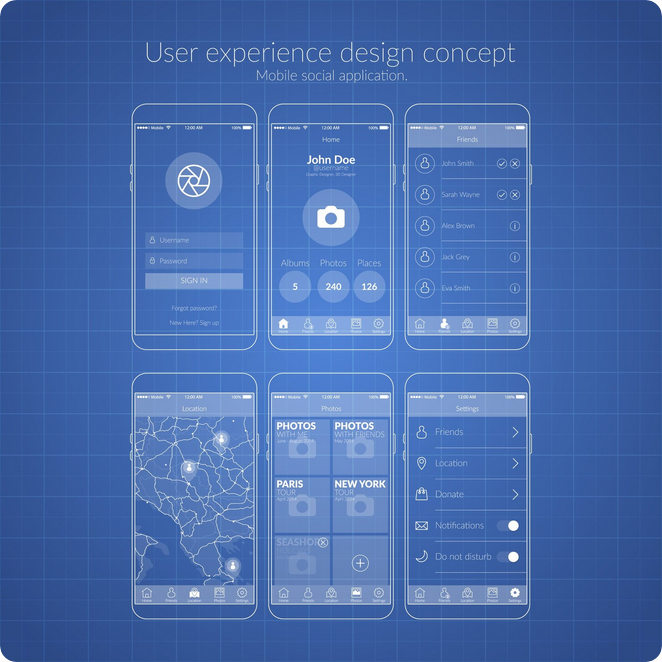 User experience design concept
Mobile social application.
Mobile 12:00 AM 100%
Username
Password
SIGN IN
Forgot password?
New Here? Sign up
Mobile 12:00 AM 100%
Home
John Doe
@username
Graphic Designer, 3D Designer
Albums Photos Places
5 240 126
Home Friends Location Photos Settings
Mobile 12:00 AM 100%
Friends
John Smith
Sarah Wayne
Alex Brown
Jack Grey
Eva Smith
Home Friends Location Photos Settings
Mobile 12:00 AM 100%
Location
Home Friends Location Photos Settings
Mobile 12:00 AM 100%
Photos
PHOTOS
WITH ME
PHOTOS
WITH FRIENDS
PARIS
TOUR
NEW YORK
TOUR
SEASHOR
Home Friends Location Photos Settings
Mobile 12:00 AM 100%
Settings
Friends
Location
Donate
Notifications
Do not disturb
Home Friends Location Photos Settings